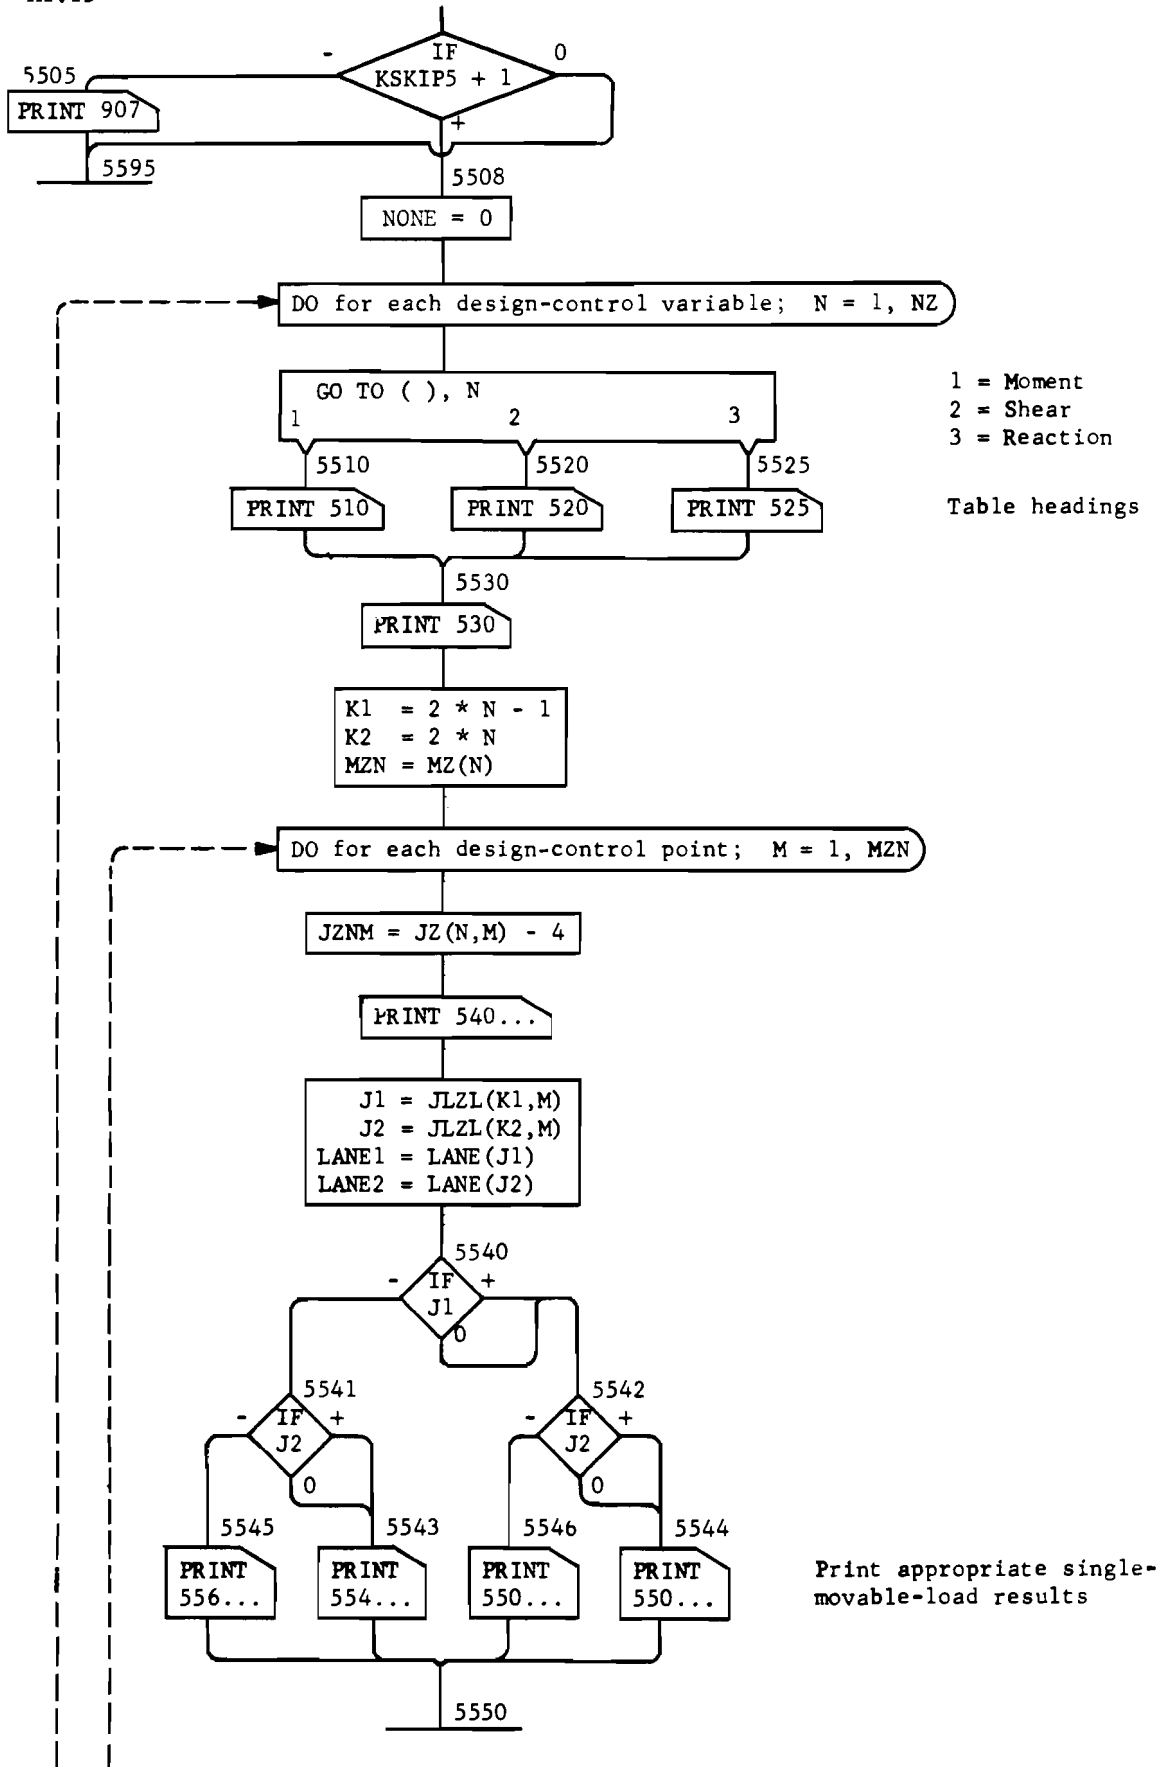 - IF 0
5505 KSKIP5 + 1
PRINT 907
+
5595
5508
NONE = 0
DO for each design-control variable; N = 1, NZ
GO TO ( ), N
1 2 3
1 = Moment
2 = Shear
3 = Reaction
5510 5520 5525
PRINT 510 PRINT 520 PRINT 525 Table headings
5530
PRINT 530
K1 = 2 * N - 1
K2 = 2 * N
MZN = MZ(N)
DO for each design-control point; M = 1, MZN
JZNM = JZ(N,M) - 4
PRINT 540...
J1 = JLZL(K1,M)
J2 = JLZL(K2,M)
LANE1 = LANE(J1)
LANE2 = LANE(J2)
5540
- IF +
J1
0
5541 5542
- IF + - IF +
J2 J2
0 0
5545 5543 5546 5544
PRINT PRINT PRINT PRINT Print appropriate single-
556... 554... 550... 550... movable-load results
5550